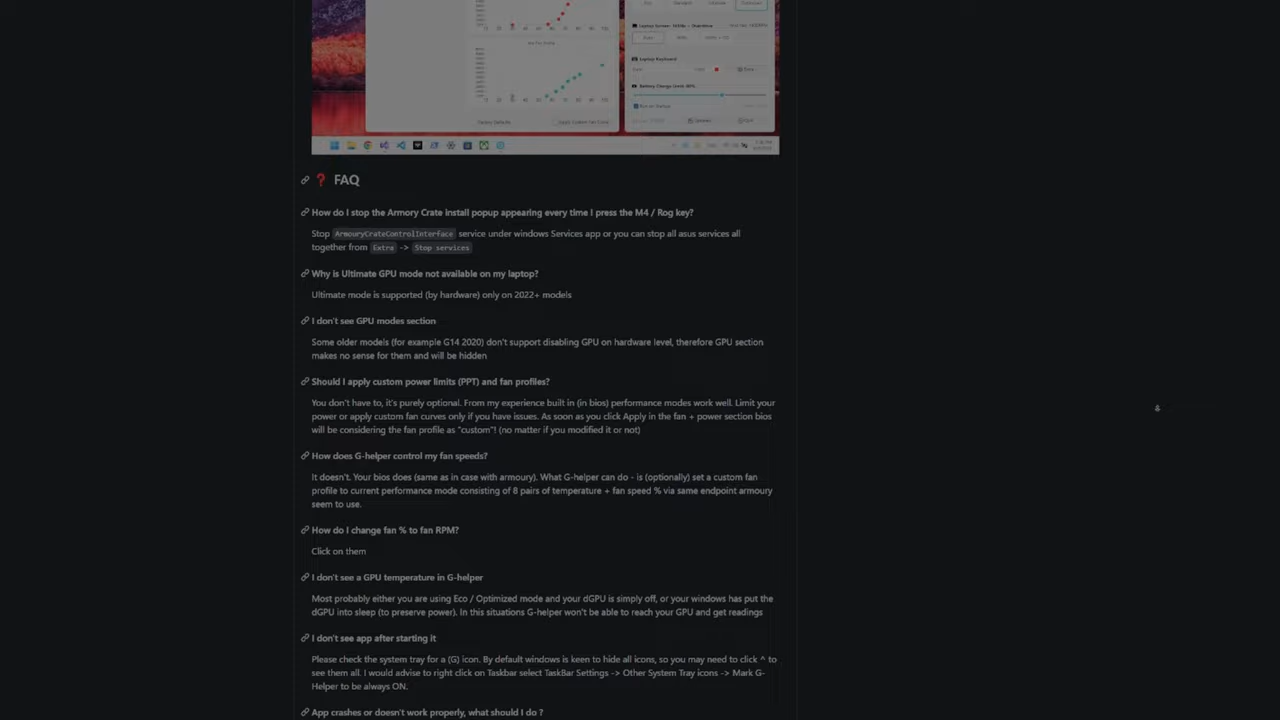 Factory Defaults
Laptop Keyboard
Battery Charge Limit: 80%
Run on Startup
Updates
Quit
❓ FAQ
How do I stop the Armory Crate install popup appearing every time I press the M4 / Rog key?
Stop ArmouryCrateControlInterface service under windows Services app or you can stop all asus services all
together from Extra -> Stop services
Why is Ultimate GPU mode not available on my laptop?
Ultimate mode is supported (by hardware) only on 2022+ models
I don't see GPU modes section
Some older models (for example G14 2020) don't support disabling GPU on hardware level, therefore GPU section
makes no sense for them and will be hidden
Should I apply custom power limits (PPT) and fan profiles?
You don't have to, it's purely optional. From my experience built in (in bios) performance modes work well. Limit your
power or apply custom fan curves only if you have issues. As soon as you click Apply in the fan + power section bios
will be considering the fan profile as "custom"! (no matter if you modified it or not)
How does G-helper control my fan speeds?
It doesn't. Your bios does (same as in case with armoury). What G-helper can do - is (optionally) set a custom fan
profile to current performance mode consisting of 8 pairs of temperature + fan speed % via same endpoint armoury
seem to use.
How do I change fan % to fan RPM?
Click on them
I don't see a GPU temperature in G-helper
Most probably either you are using Eco / Optimized mode and your dGPU is simply off, or your windows has put the
dGPU into sleep (to preserve power). In this situations G-helper won't be able to reach your GPU and get readings
I don't see app after starting it
Please check the system tray for a (G) icon. By default windows is keen to hide all icons, so you may need to click ^ to
see them all. I would advise to right click on Taskbar select TaskBar Settings -> Other System Tray icons -> Mark G-
Helper to be always ON.
App crashes or doesn't work properly, what should I do ?